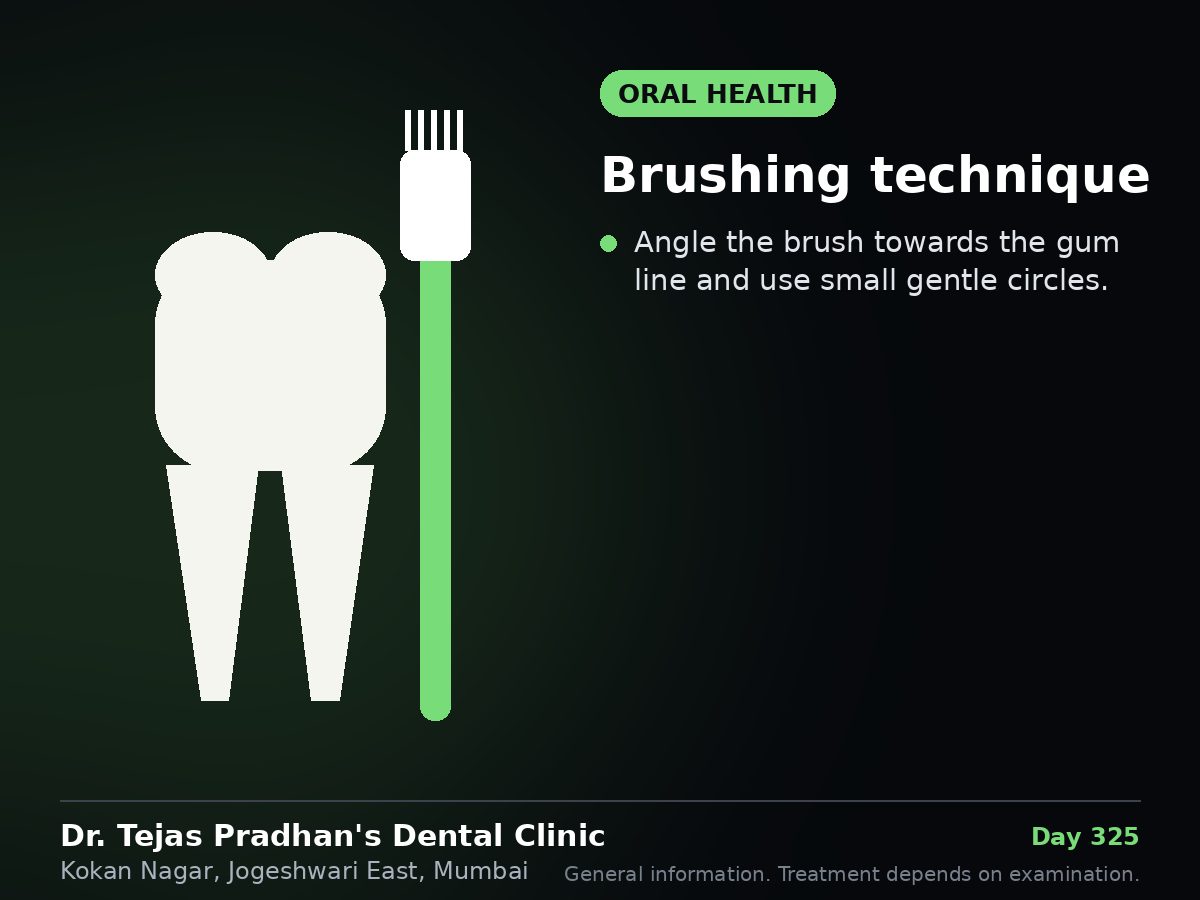 ORAL HEALTH
Brushing technique
Angle the brush towards the gum
line and use small gentle circles.
Dr. Tejas Pradhan's Dental Clinic
Day 325
Kokan Nagar, Jogeshwari East, Mumbai
General information. Treatment depends on examination.